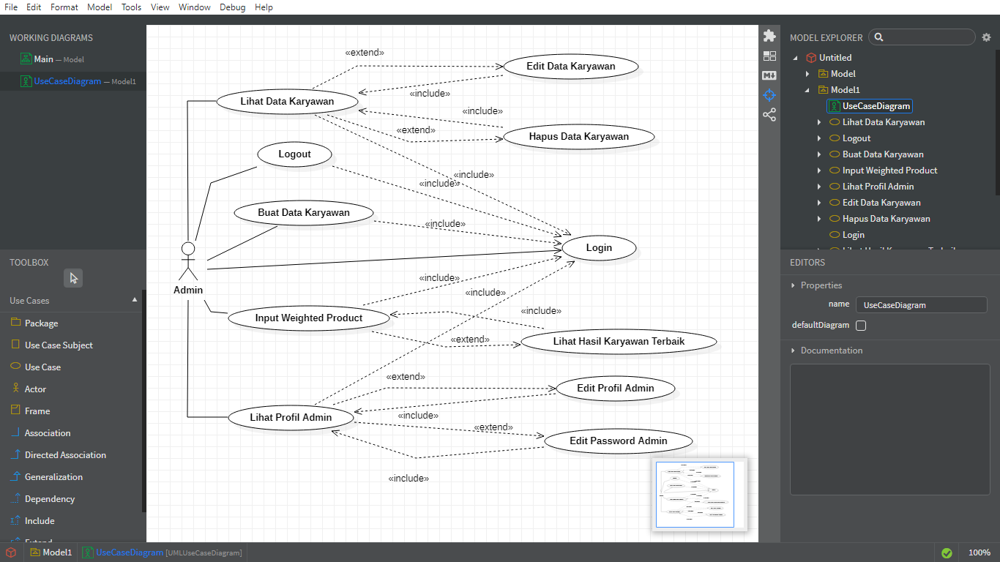 File Edit Format Model Tools View Window Debug Help
WORKING DIAGRAMS
Main — Model
UseCaseDiagram — Model1
TOOLBOX
Use Cases
Package
Use Case Subject
Use Case
Actor
Frame
Association
Directed Association
Generalization
Dependency
Include
Extend
«extend»
Edit Data Karyawan
«include»
Lihat Data Karyawan
«include»
«extend»
Hapus Data Karyawan
Logout
«include»
«include»
Buat Data Karyawan
«include»
Login
Admin
«include»
«include»
Input Weighted Product
«include»
«extend»
Lihat Hasil Karyawan Terbaik
«extend»
Edit Profil Admin
Lihat Profil Admin
«include»
«extend»
Edit Password Admin
«include»
MODEL EXPLORER
Untitled
Model
Model1
UseCaseDiagram
Lihat Data Karyawan
Logout
Buat Data Karyawan
Input Weighted Product
Lihat Profil Admin
Edit Data Karyawan
Hapus Data Karyawan
Login
Lihat Hasil Karyawan Terbaik
EDITORS
Properties
name UseCaseDiagram
defaultDiagram
Documentation
Model1 UseCaseDiagram [UMLUseCaseDiagram] 100%